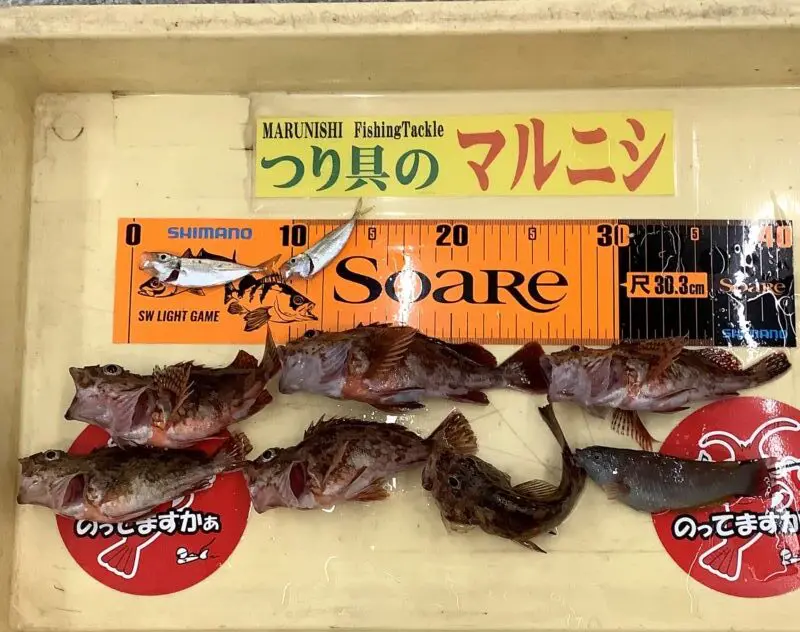 MARUNISHI FishingTackle
つり具の マルニシ
0 10 5 20 5 30 5 40
SHIMANO
Soare
尺 30.3cm
Soare
SW LIGHT GAME
SHIMANO
のってますかぁ
のってますか